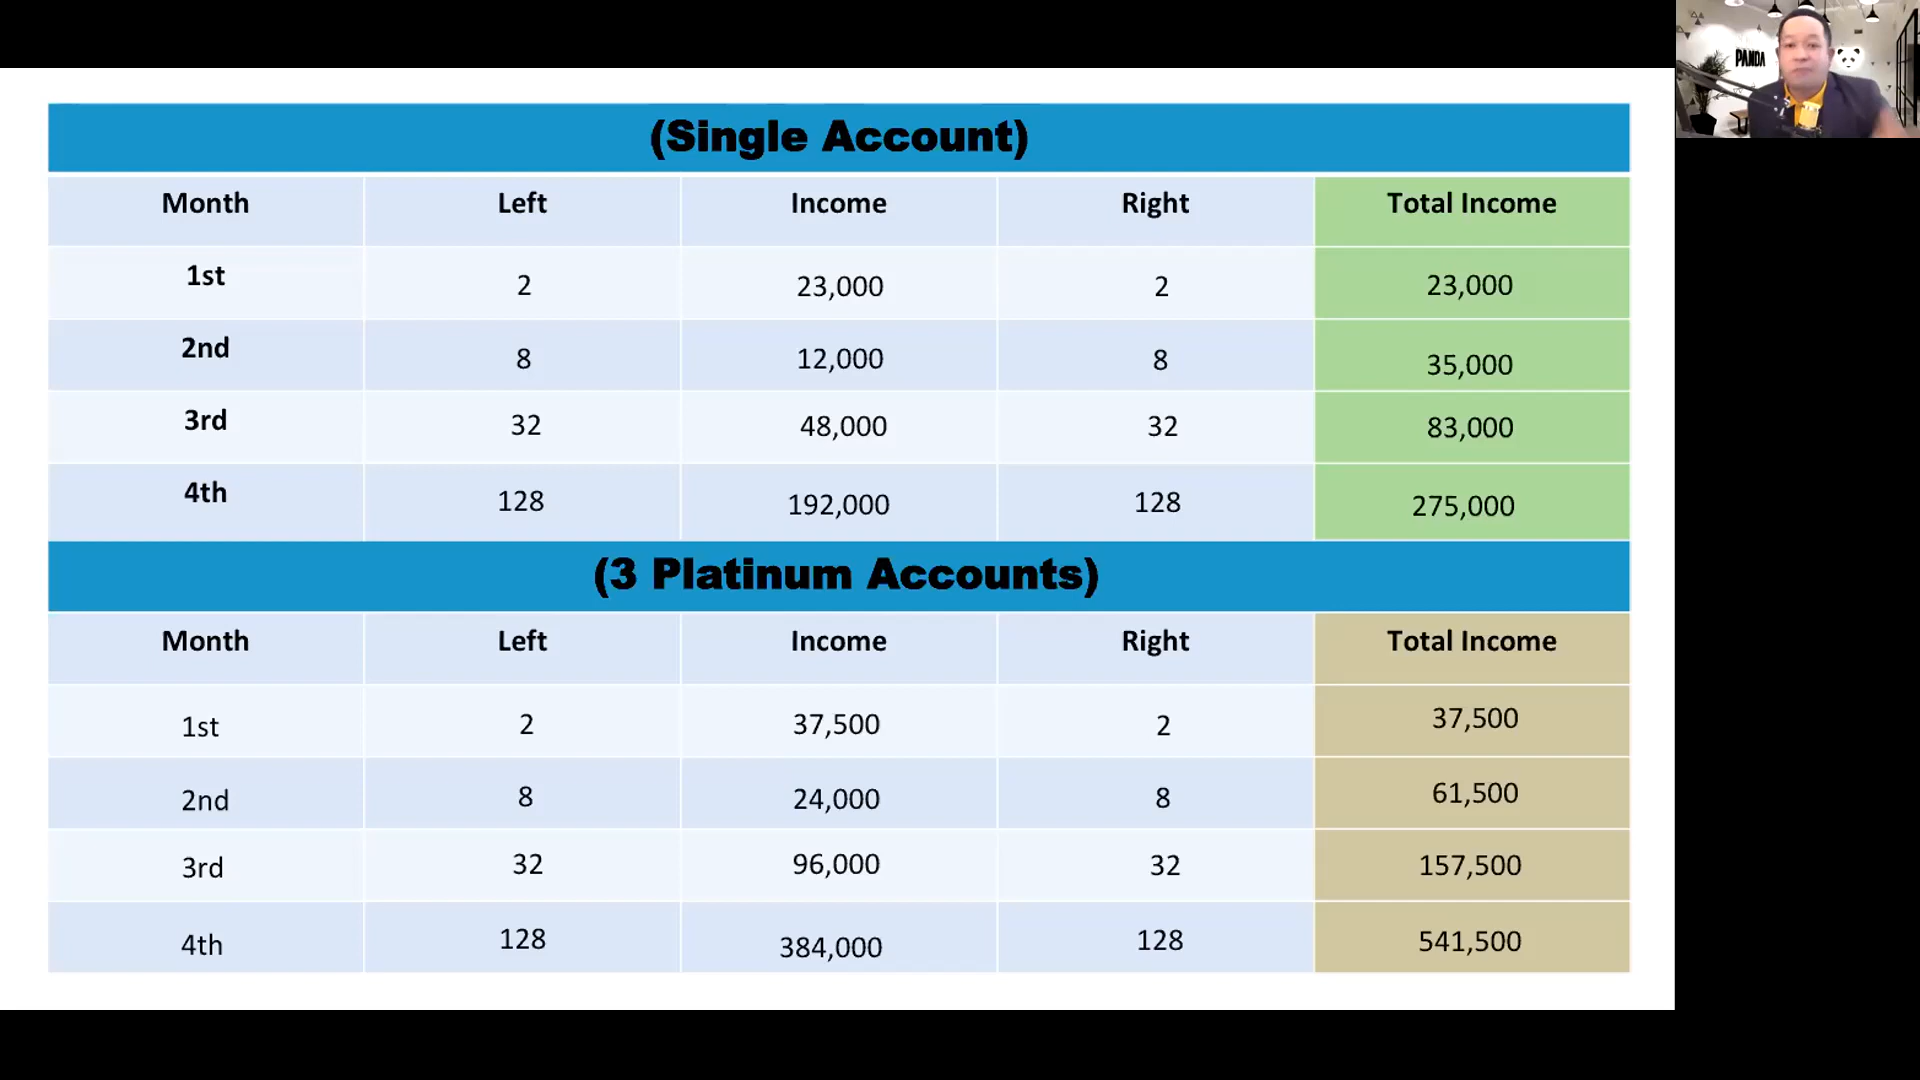 PANDA
(Single Account)
Month Left Income Right Total Income
1st 2 23,000 2 23,000
2nd 8 12,000 8 35,000
3rd 32 48,000 32 83,000
4th 128 192,000 128 275,000
(3 Platinum Accounts)
Month Left Income Right Total Income
1st 2 37,500 2 37,500
2nd 8 24,000 8 61,500
3rd 32 96,000 32 157,500
4th 128 384,000 128 541,500